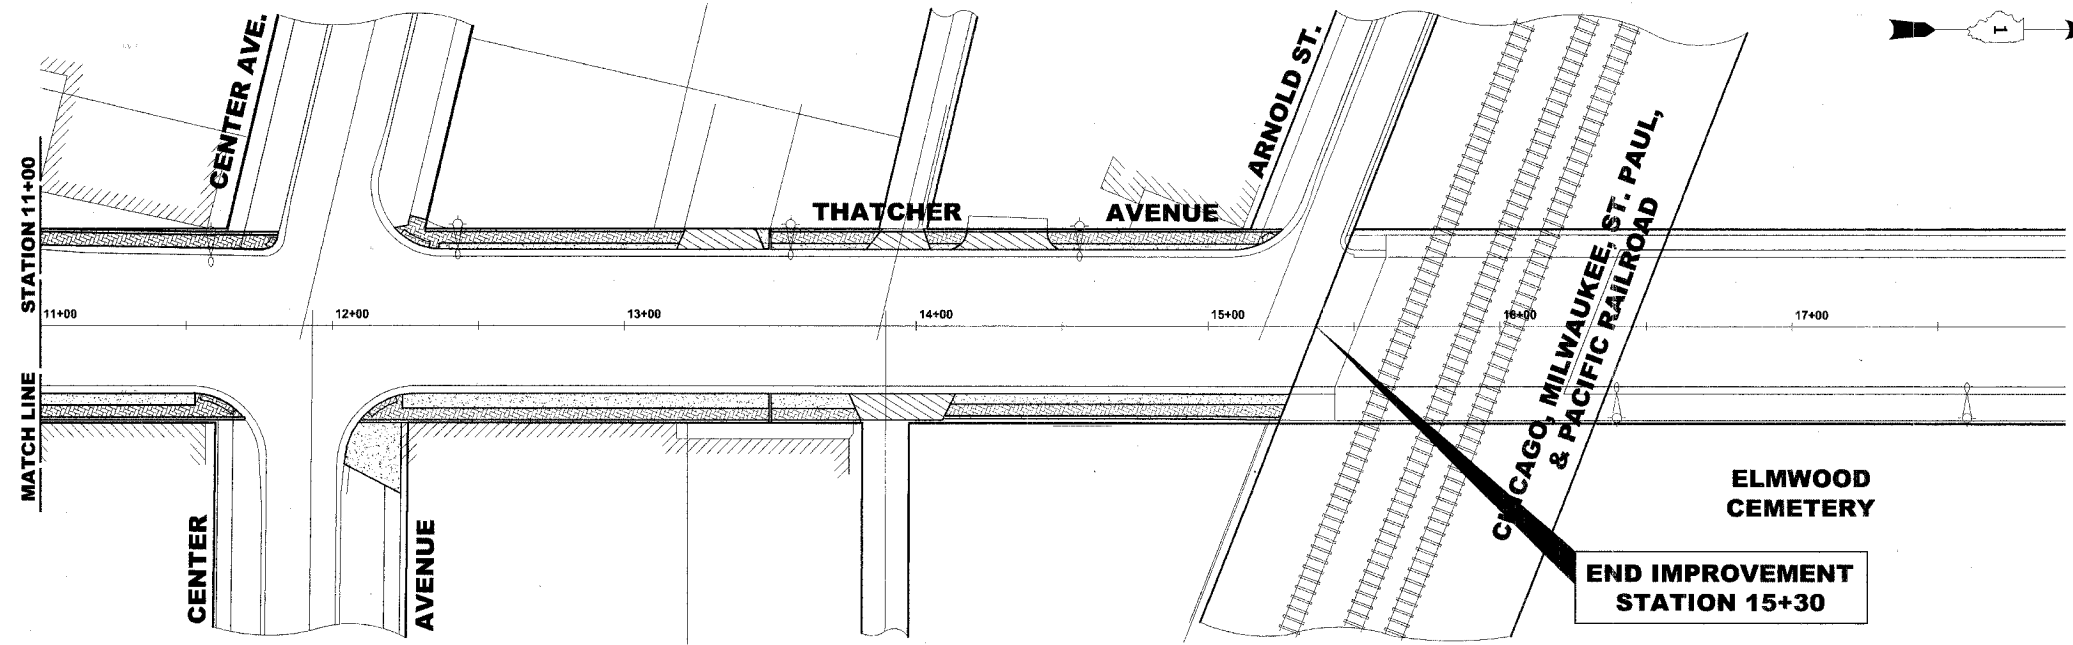 CENTER AVE.
ARNOLD ST.
1
THATCHER AVENUE
MATCH LINE STATION 11+00
11+00
12+00
13+00
14+00
15+00
16+00
17+00
CHICAGO, MILWAUKEE, ST. PAUL,
& PACIFIC RAILROAD
ELMWOOD
CEMETERY
CENTER
AVENUE
END IMPROVEMENT
STATION 15+30